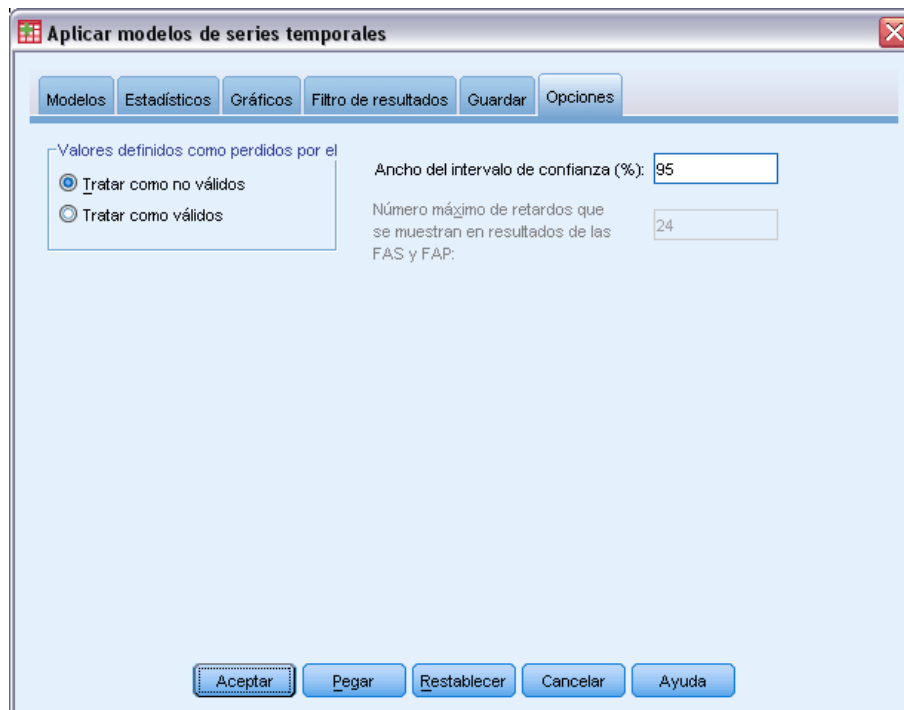 Aplicar modelos de series temporales
Modelos Estadísticos Gráficos Filtro de resultados Guardar Opciones
Valores definidos como perdidos por el
Tratar como no válidos
Tratar como válidos
Ancho del intervalo de confianza (%): 95
Número máximo de retardos que
se muestran en resultados de las
FAS y FAP:
24
Aceptar Pegar Restablecer Cancelar Ayuda